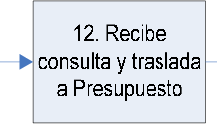 12. Recibe
consulta y traslada
a Presupuesto